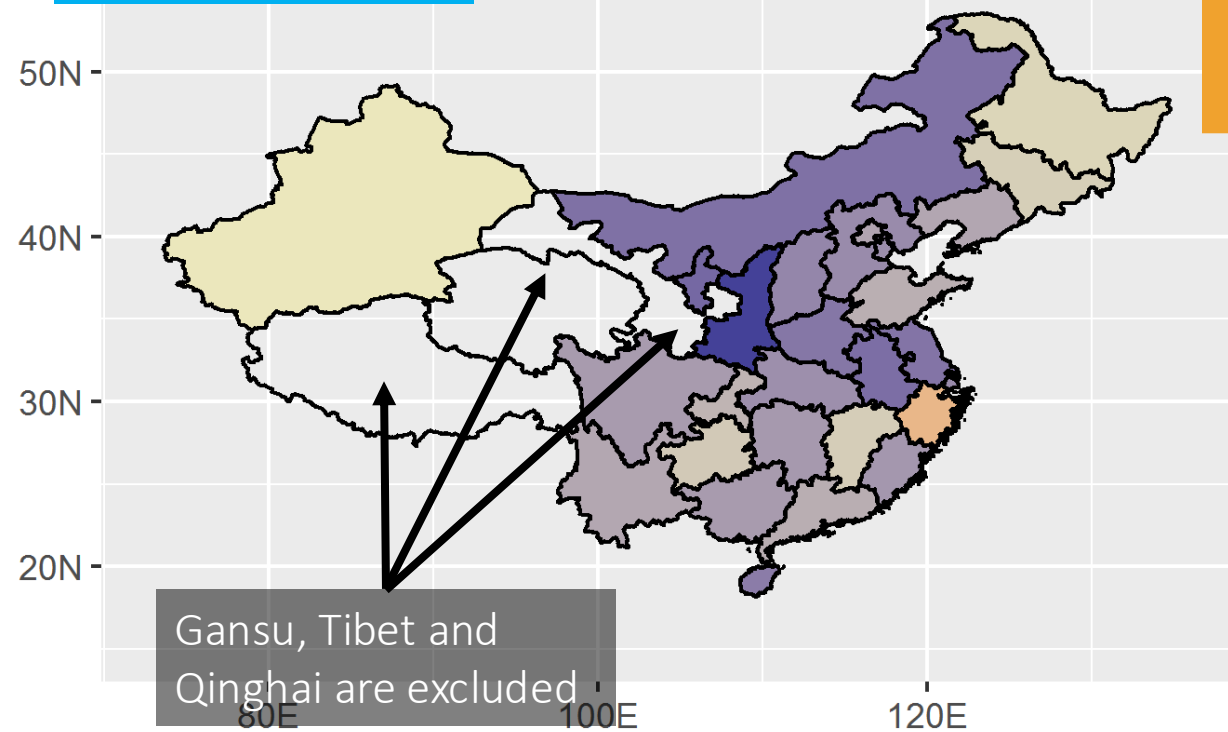 50N
40N
30N
20N
Gansu, Tibet and
Qinghai are excluded
80E 100E 120E